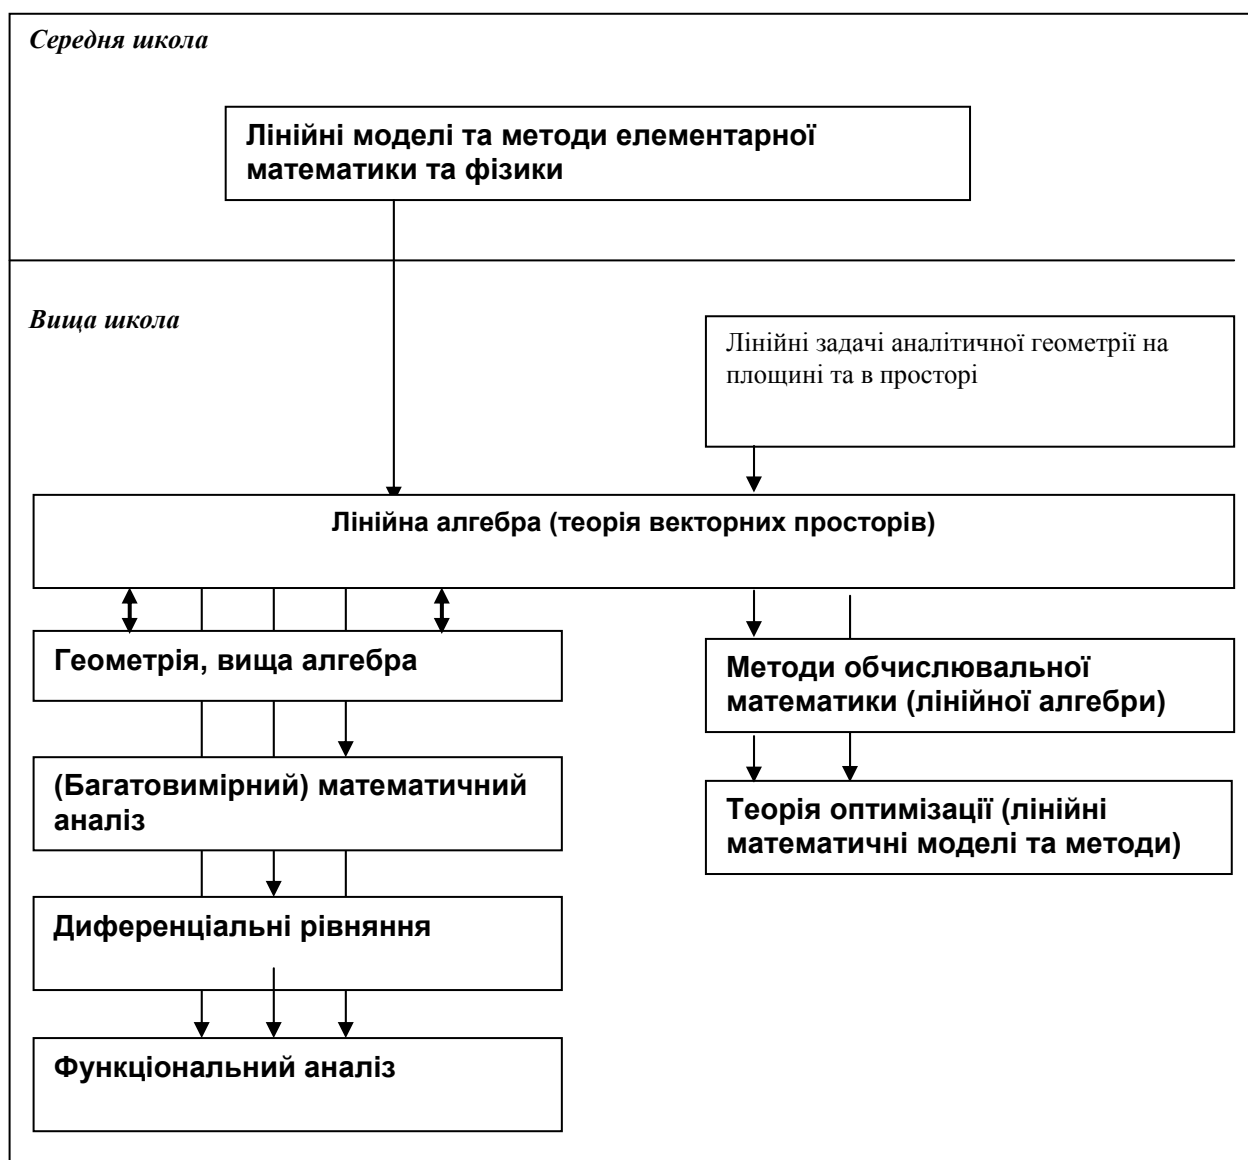 Середня школа
Лінійні моделі та методи елементарної
математики та фізики
Вища школа
Лінійні задачі аналітичної геометрії на
площині та в просторі
Лінійна алгебра (теорія векторних просторів)
Геометрія, вища алгебра
Методи обчислювальної
математики (лінійної алгебри)
(Багатовимірний) математичний
аналіз
Теорія оптимізації (лінійні
математичні моделі та методи)
Диференціальні рівняння
Функціональний аналіз